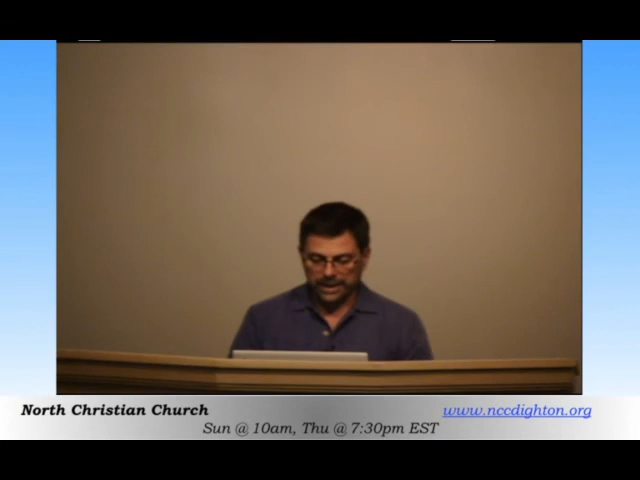 North Christian Church
www.nccdighton.org
Sun @ 10am, Thu @ 7:30pm EST